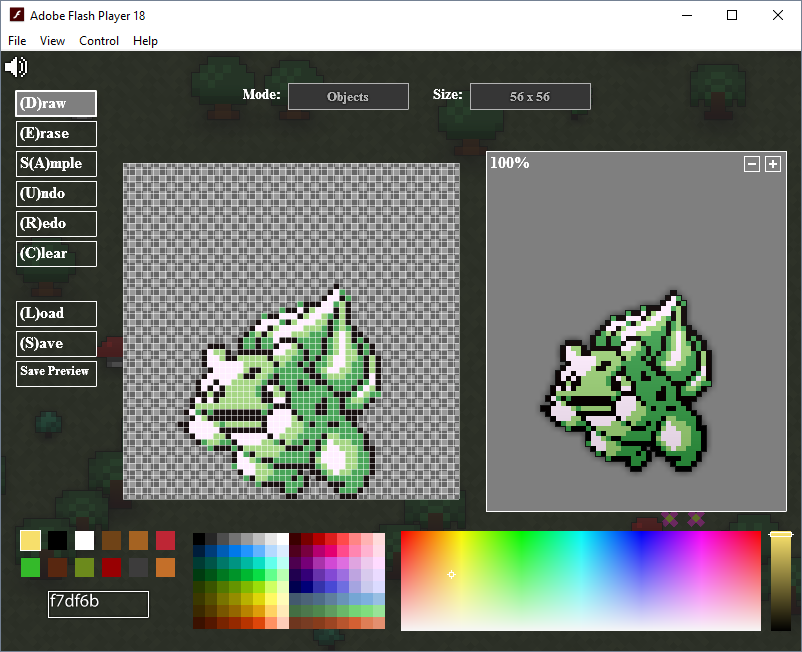 Adobe Flash Player 18
File View Control Help
Mode: Objects Size: 56 x 56
(D)raw
(E)rase
S(A)mple
(U)ndo
(R)edo
(C)lear
(L)oad
(S)ave
Save Preview
100%
f7df6b